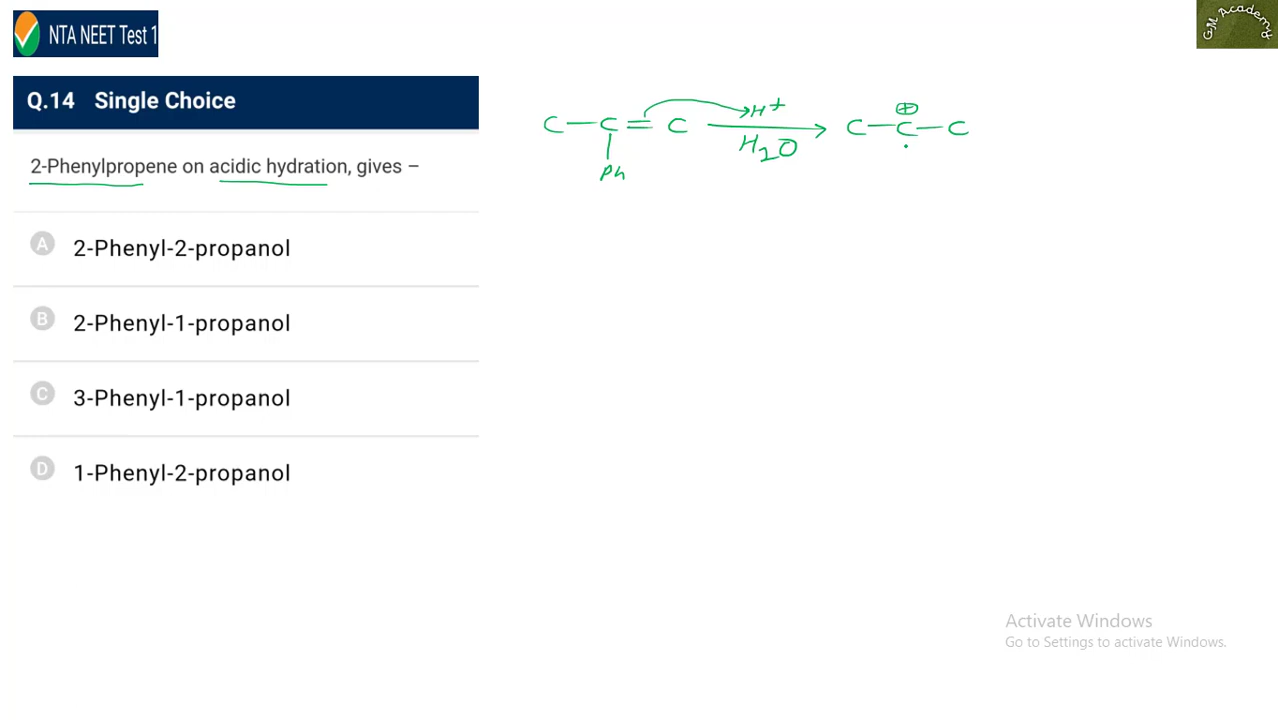 NTA NEET Test 1
GM Academy
Q.14 Single Choice
2-Phenylpropene on acidic hydration, gives –
A 2-Phenyl-2-propanol
B 2-Phenyl-1-propanol
C 3-Phenyl-1-propanol
D 1-Phenyl-2-propanol
C — C = C
Ph
H+
H2O
⊕
C — C — C
Activate Windows
Go to Settings to activate Windows.